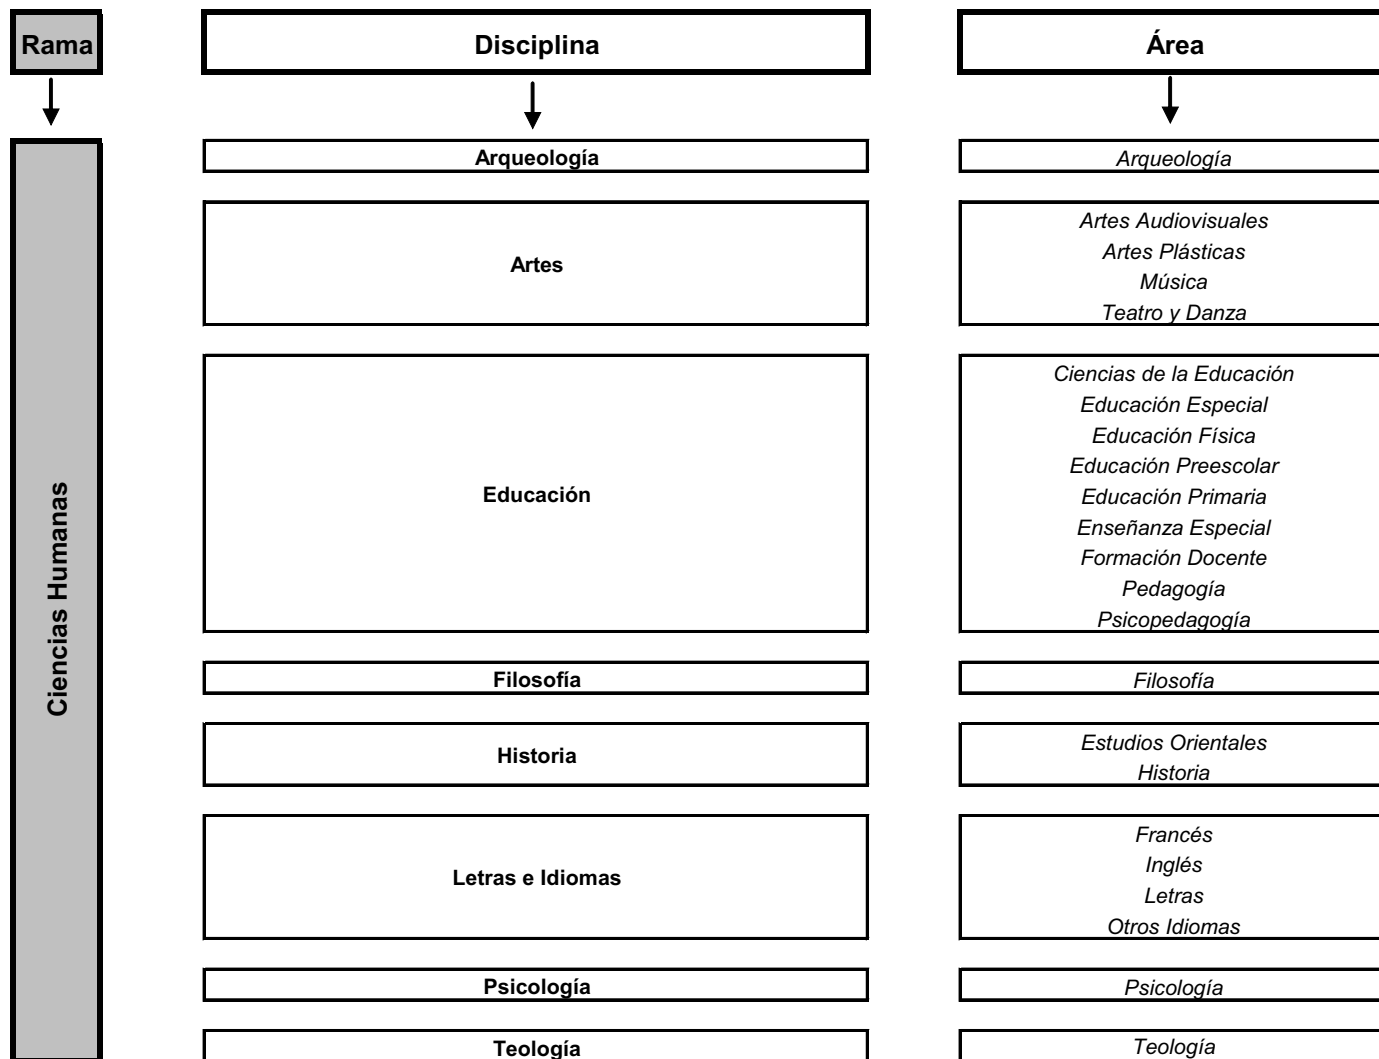 Rama
Disciplina
Área
Ciencias Humanas
Arqueología
Arqueología
Artes
Artes Audiovisuales
Artes Plásticas
Música
Teatro y Danza
Educación
Ciencias de la Educación
Educación Especial
Educación Física
Educación Preescolar
Educación Primaria
Enseñanza Especial
Formación Docente
Pedagogía
Psicopedagogía
Filosofía
Filosofía
Historia
Estudios Orientales
Historia
Letras e Idiomas
Francés
Inglés
Letras
Otros Idiomas
Psicología
Psicología
Teología
Teología